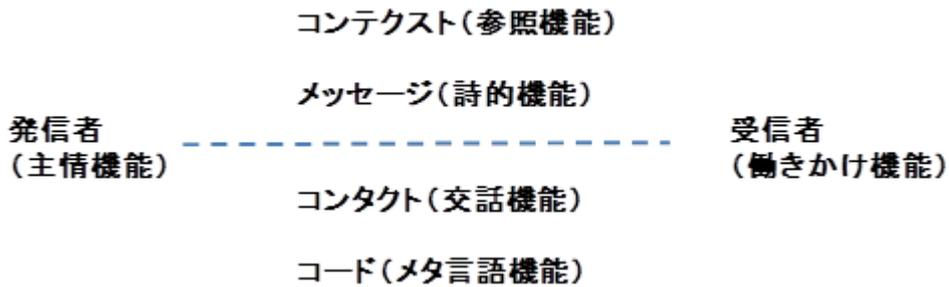 コンテクスト(参照機能)
メッセージ(詩的機能)
発信者
(主情機能)
受信者
(働きかけ機能)
コンタクト(交話機能)
コード(メタ言語機能)